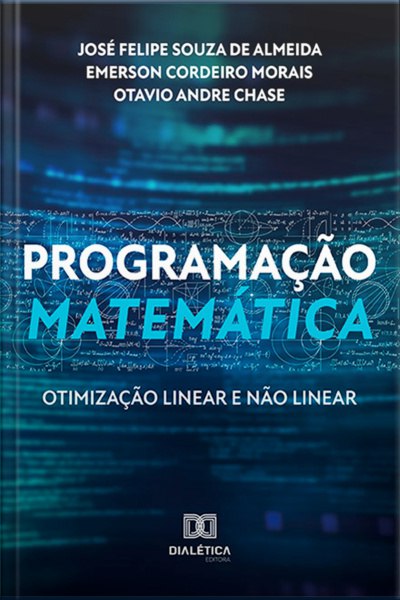 JOSÉ FELIPE SOUZA DE ALMEIDA
EMERSON CORDEIRO MORAIS
OTAVIO ANDRE CHASE
PROGRAMAÇÃO
MATEMÁTICA
OTIMIZAÇÃO LINEAR E NÃO LINEAR
DIALÉTICA
EDITORA